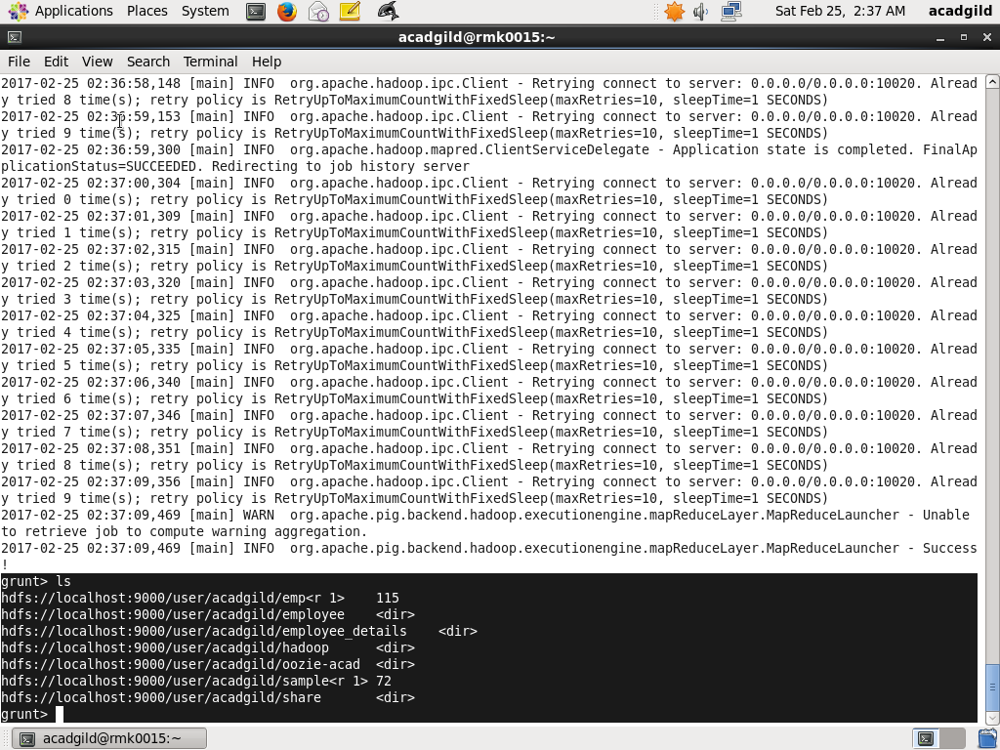 Applications Places System Sat Feb 25, 2:37 AM acadgild
acadgild@rmk0015:~
File Edit View Search Terminal Help
2017-02-25 02:36:58,148 [main] INFO  org.apache.hadoop.ipc.Client - Retrying connect to server: 0.0.0.0/0.0.0.0:10020. Alread
y tried 8 time(s); retry policy is RetryUpToMaximumCountWithFixedSleep(maxRetries=10, sleepTime=1 SECONDS)
2017-02-25 02:36:59,153 [main] INFO  org.apache.hadoop.ipc.Client - Retrying connect to server: 0.0.0.0/0.0.0.0:10020. Alread
y tried 9 time(s); retry policy is RetryUpToMaximumCountWithFixedSleep(maxRetries=10, sleepTime=1 SECONDS)
2017-02-25 02:36:59,300 [main] INFO  org.apache.hadoop.mapred.ClientServiceDelegate - Application state is completed. FinalAp
plicationStatus=SUCCEEDED. Redirecting to job history server
2017-02-25 02:37:00,304 [main] INFO  org.apache.hadoop.ipc.Client - Retrying connect to server: 0.0.0.0/0.0.0.0:10020. Alread
y tried 0 time(s); retry policy is RetryUpToMaximumCountWithFixedSleep(maxRetries=10, sleepTime=1 SECONDS)
2017-02-25 02:37:01,309 [main] INFO  org.apache.hadoop.ipc.Client - Retrying connect to server: 0.0.0.0/0.0.0.0:10020. Alread
y tried 1 time(s); retry policy is RetryUpToMaximumCountWithFixedSleep(maxRetries=10, sleepTime=1 SECONDS)
2017-02-25 02:37:02,315 [main] INFO  org.apache.hadoop.ipc.Client - Retrying connect to server: 0.0.0.0/0.0.0.0:10020. Alread
y tried 2 time(s); retry policy is RetryUpToMaximumCountWithFixedSleep(maxRetries=10, sleepTime=1 SECONDS)
2017-02-25 02:37:03,320 [main] INFO  org.apache.hadoop.ipc.Client - Retrying connect to server: 0.0.0.0/0.0.0.0:10020. Alread
y tried 3 time(s); retry policy is RetryUpToMaximumCountWithFixedSleep(maxRetries=10, sleepTime=1 SECONDS)
2017-02-25 02:37:04,325 [main] INFO  org.apache.hadoop.ipc.Client - Retrying connect to server: 0.0.0.0/0.0.0.0:10020. Alread
y tried 4 time(s); retry policy is RetryUpToMaximumCountWithFixedSleep(maxRetries=10, sleepTime=1 SECONDS)
2017-02-25 02:37:05,335 [main] INFO  org.apache.hadoop.ipc.Client - Retrying connect to server: 0.0.0.0/0.0.0.0:10020. Alread
y tried 5 time(s); retry policy is RetryUpToMaximumCountWithFixedSleep(maxRetries=10, sleepTime=1 SECONDS)
2017-02-25 02:37:06,340 [main] INFO  org.apache.hadoop.ipc.Client - Retrying connect to server: 0.0.0.0/0.0.0.0:10020. Alread
y tried 6 time(s); retry policy is RetryUpToMaximumCountWithFixedSleep(maxRetries=10, sleepTime=1 SECONDS)
2017-02-25 02:37:07,346 [main] INFO  org.apache.hadoop.ipc.Client - Retrying connect to server: 0.0.0.0/0.0.0.0:10020. Alread
y tried 7 time(s); retry policy is RetryUpToMaximumCountWithFixedSleep(maxRetries=10, sleepTime=1 SECONDS)
2017-02-25 02:37:08,351 [main] INFO  org.apache.hadoop.ipc.Client - Retrying connect to server: 0.0.0.0/0.0.0.0:10020. Alread
y tried 8 time(s); retry policy is RetryUpToMaximumCountWithFixedSleep(maxRetries=10, sleepTime=1 SECONDS)
2017-02-25 02:37:09,356 [main] INFO  org.apache.hadoop.ipc.Client - Retrying connect to server: 0.0.0.0/0.0.0.0:10020. Alread
y tried 9 time(s); retry policy is RetryUpToMaximumCountWithFixedSleep(maxRetries=10, sleepTime=1 SECONDS)
2017-02-25 02:37:09,469 [main] WARN  org.apache.pig.backend.hadoop.executionengine.mapReduceLayer.MapReduceLauncher - Unable
to retrieve job to compute warning aggregation.
2017-02-25 02:37:09,469 [main] INFO  org.apache.pig.backend.hadoop.executionengine.mapReduceLayer.MapReduceLauncher - Success
!
grunt> ls
hdfs://localhost:9000/user/acadgild/emp<r 1>    115
hdfs://localhost:9000/user/acadgild/employee    <dir>
hdfs://localhost:9000/user/acadgild/employee_details    <dir>
hdfs://localhost:9000/user/acadgild/hadoop      <dir>
hdfs://localhost:9000/user/acadgild/oozie-acad  <dir>
hdfs://localhost:9000/user/acadgild/sample<r 1> 72
hdfs://localhost:9000/user/acadgild/share       <dir>
grunt>
acadgild@rmk0015:~